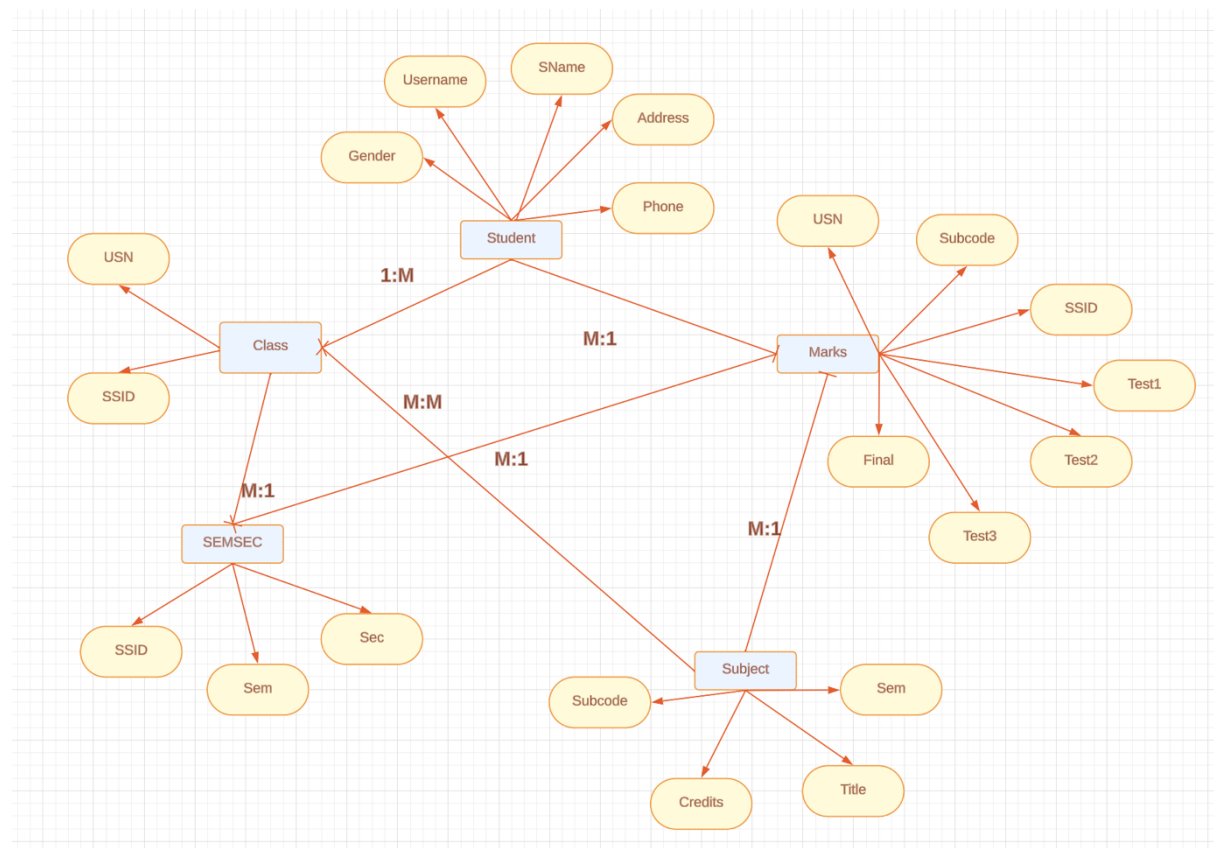 SName
Username
Address
Gender
Phone
USN
Subcode
Student
USN
1:M
SSID
M:1
Class
Marks
Test1
SSID
M:M
M:1
Final
Test2
M:1
M:1
Test3
SEMSEC
Sec
SSID
Subject
Sem
Sem
Subcode
Title
Credits